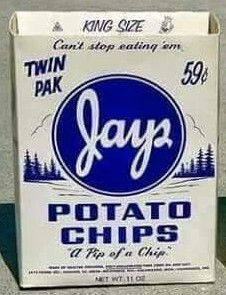 KING SIZE
Can't stop eating 'em
TWIN
PAK
59¢
Jays
POTATO
CHIPS
"A Pip of a Chip"
NET WT. 11 OZ.